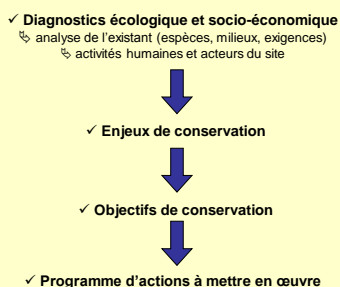 ✓ Diagnostics écologique et socio-économique
↳ analyse de l'existant (espèces, milieux, exigences)
↳ activités humaines et acteurs du site
✓ Enjeux de conservation
✓ Objectifs de conservation
✓ Programme d'actions à mettre en œuvre